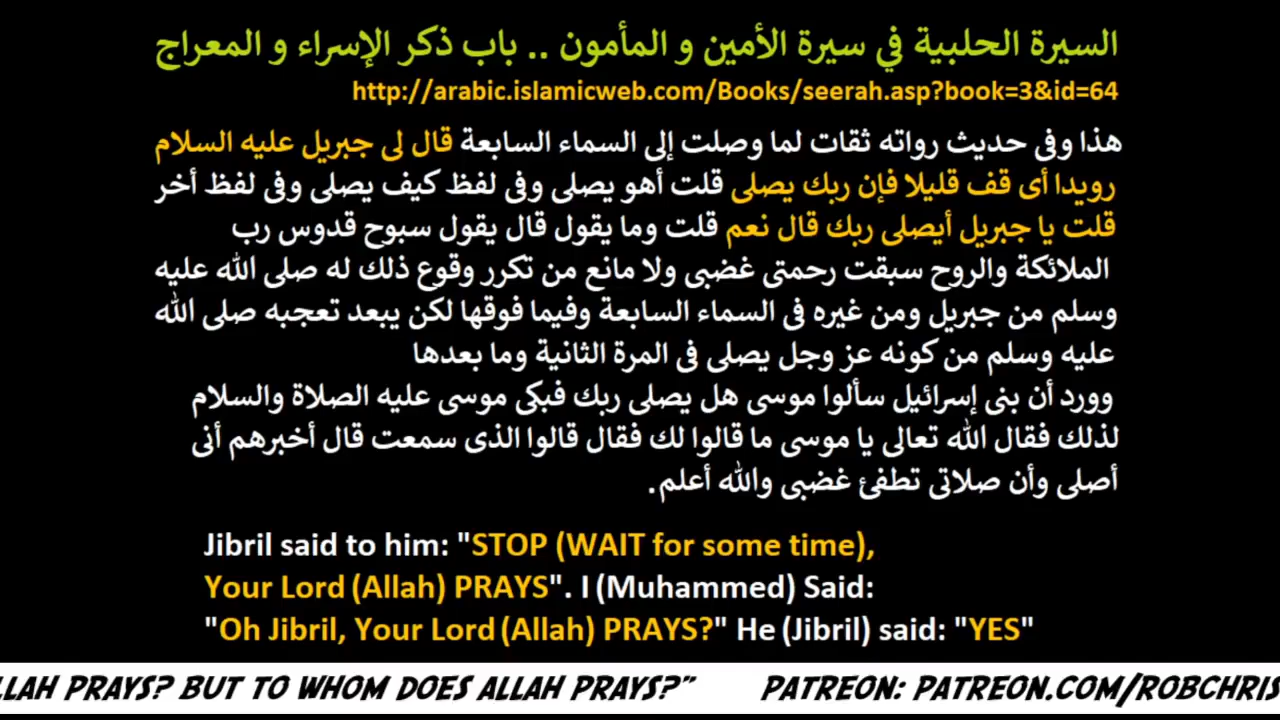 السيرة الحلبية في سيرة الأمين و المأمون .. باب ذكر الإسراء و المعراج
http://arabic.islamicweb.com/Books/seerah.asp?book=3&id=64
هذا وفى حديث رواته ثقات لما وصلت إلى السماء السابعة قال لى جبريل عليه السلام
رويدا أى قف قليلا فإن ربك يصلى قلت أهو يصلى وفى لفظ كيف يصلى وفى لفظ أخر
قلت يا جبريل أيصلى ربك قال نعم قلت وما يقول قال يقول سبوح قدوس رب
الملائكة والروح سبقت رحمتى غضبى ولا مانع من تكرر وقوع ذلك له صلى الله عليه
وسلم من جبريل ومن غيره فى السماء السابعة وفيما فوقها لكن يبعد تعجبه صلى الله
عليه وسلم من كونه عز وجل يصلى فى المرة الثانية وما بعدها
وورد أن بنى إسرائيل سألوا موسى هل يصلى ربك فبكى موسى عليه الصلاة والسلام
لذلك فقال الله تعالى يا موسى ما قالوا لك فقال قالوا الذى سمعت قال أخبرهم أنى
أصلى وأن صلاتى تطفئ غضبى والله أعلم.
Jibril said to him: "STOP (WAIT for some time),
Your Lord (Allah) PRAYS". I (Muhammed) Said:
"Oh Jibril, Your Lord (Allah) PRAYS?" He (Jibril) said: "YES"
LLAH PRAYS? BUT TO WHOM DOES ALLAH PRAYS?" PATREON: PATREON.COM/ROBCHRIS